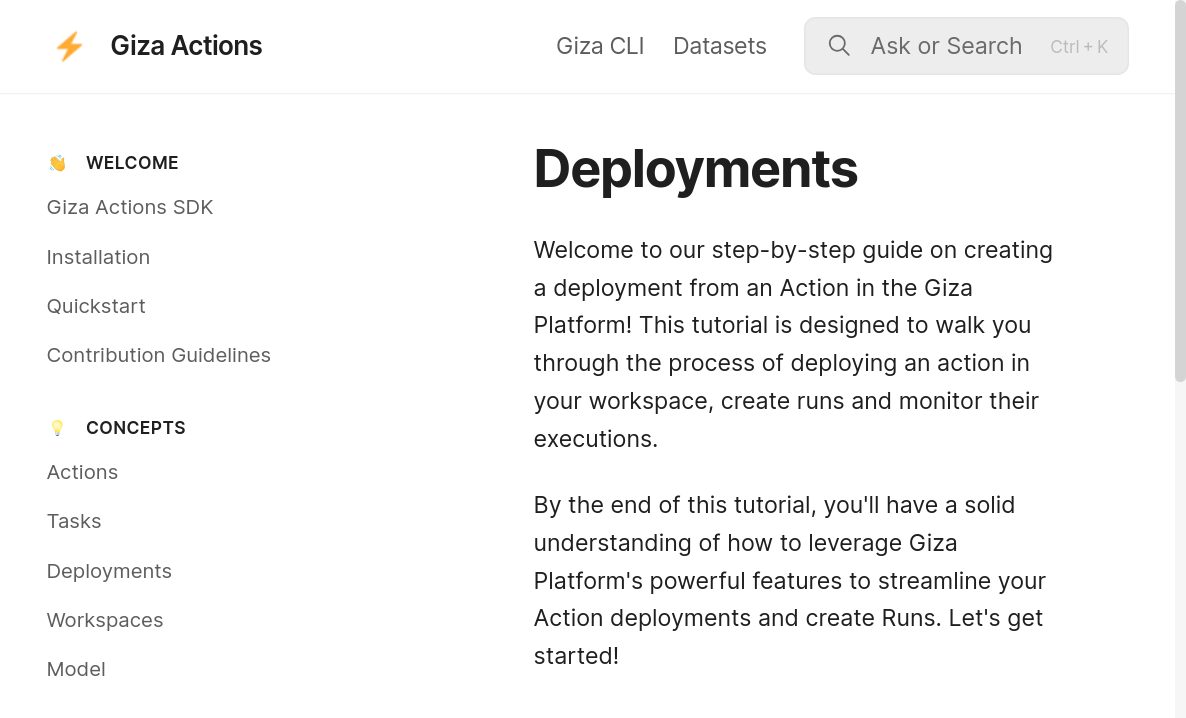 Giza Actions
Giza CLI
Datasets
Ask or Search
Ctrl + K
WELCOME
Giza Actions SDK
Installation
Quickstart
Contribution Guidelines
CONCEPTS
Actions
Tasks
Deployments
Workspaces
Model
Deployments
Welcome to our step-by-step guide on creating
a deployment from an Action in the Giza
Platform! This tutorial is designed to walk you
through the process of deploying an action in
your workspace, create runs and monitor their
executions.
By the end of this tutorial, you'll have a solid
understanding of how to leverage Giza
Platform's powerful features to streamline your
Action deployments and create Runs. Let's get
started!